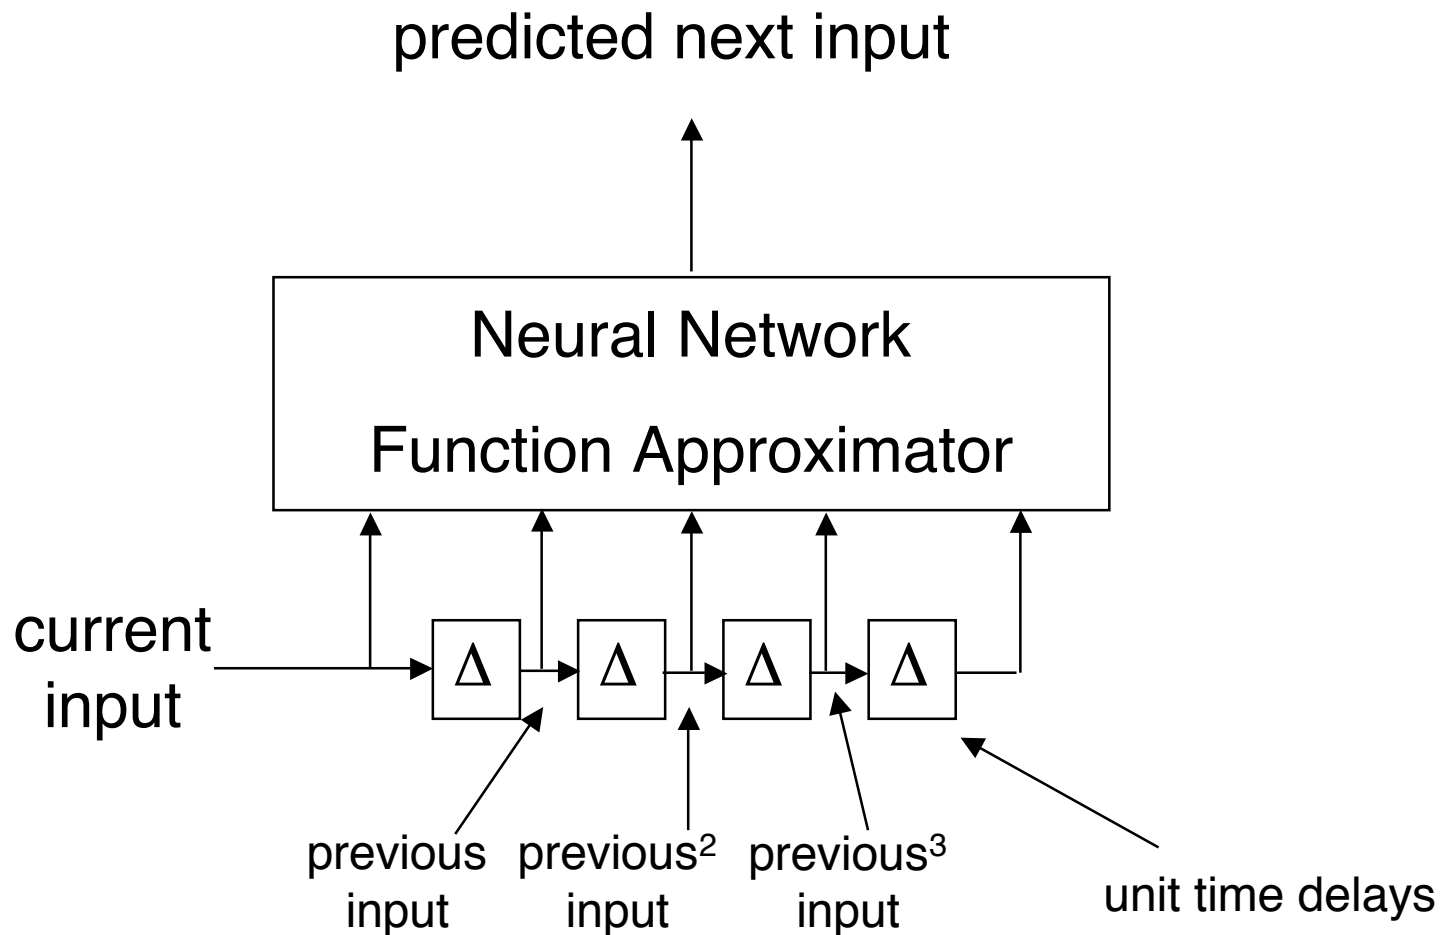 predicted next input
Neural Network
Function Approximator
current
input
Δ Δ Δ Δ
previous
input
previous²
input
previous³
input
unit time delays